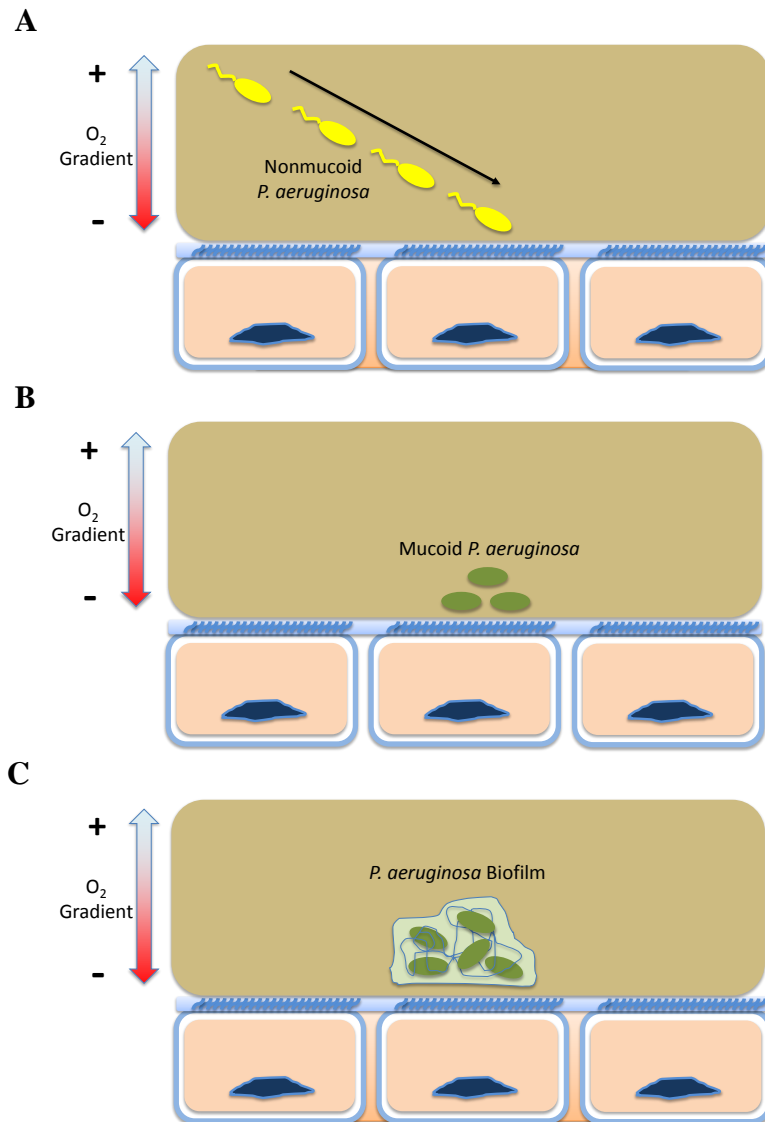 A
+
O₂
Gradient
-
Nonmucoid
P. aeruginosa
B
+
O₂
Gradient
-
Mucoid P. aeruginosa
C
+
O₂
Gradient
-
P. aeruginosa Biofilm